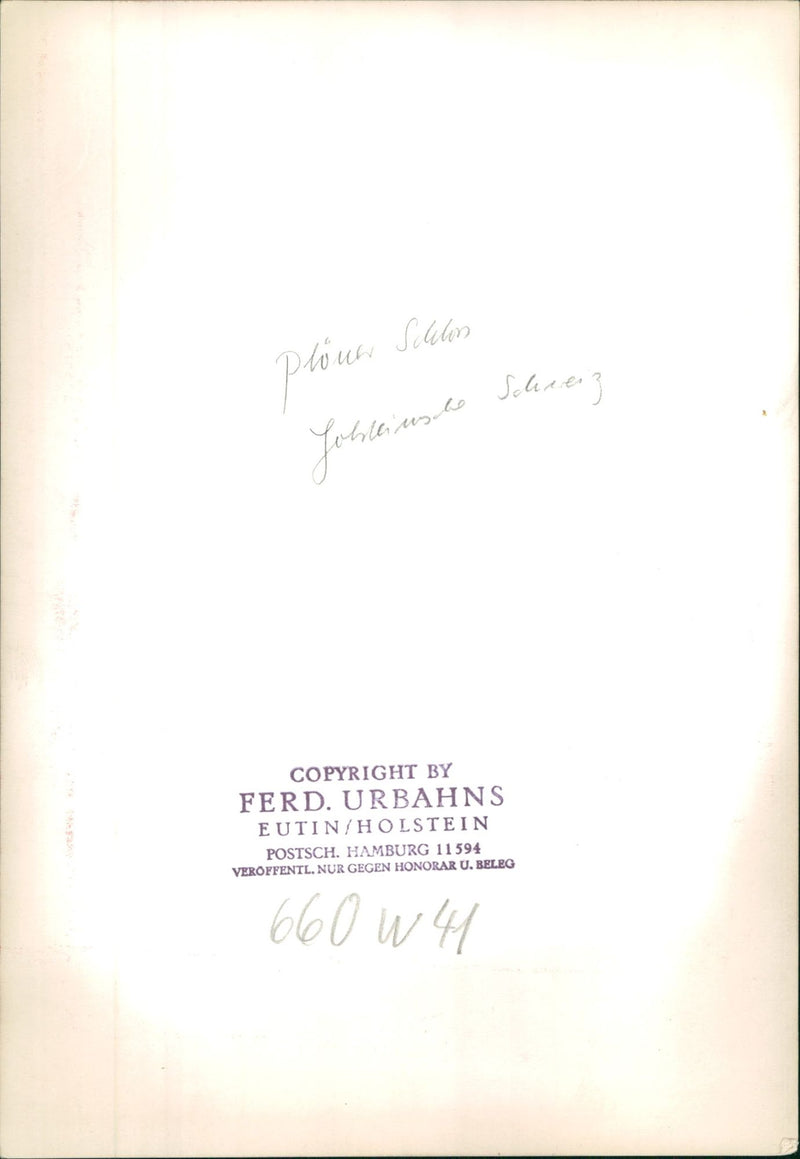 Plöner Schloss
Holsteinische Schweiz
COPYRIGHT BY
FERD. URBAHNS
EUTIN/HOLSTEIN
POSTSCH. HAMBURG 11594
VERÖFFENTL. NUR GEGEN HONORAR U. BELEG
660 W 41